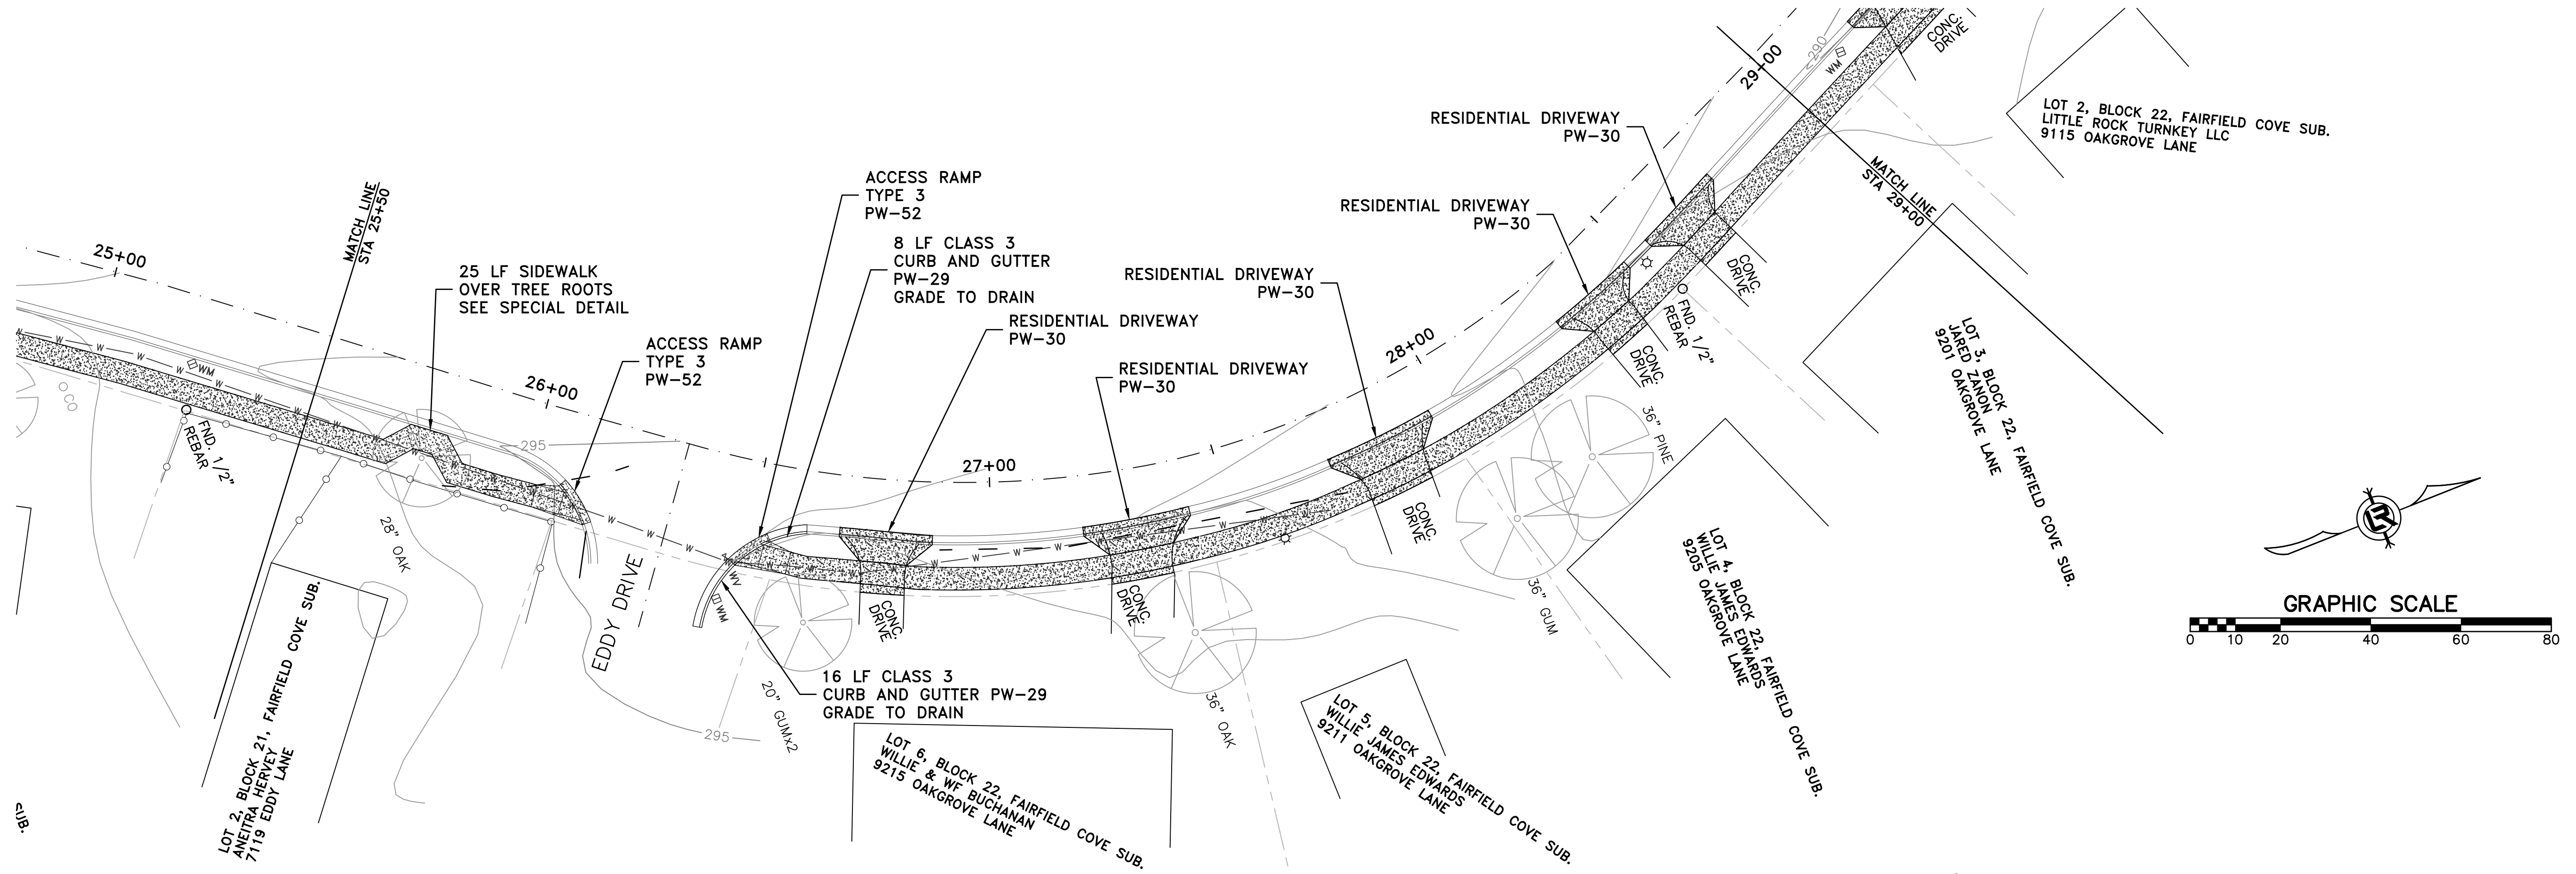 25+00
MATCH LINE
STA 25+50
25 LF SIDEWALK
OVER TREE ROOTS
SEE SPECIAL DETAIL
26+00
ACCESS RAMP
TYPE 3
PW-52
ACCESS RAMP
TYPE 3
PW-52
8 LF CLASS 3
CURB AND GUTTER
PW-29
GRADE TO DRAIN
RESIDENTIAL DRIVEWAY
PW-30
RESIDENTIAL DRIVEWAY
PW-30
RESIDENTIAL DRIVEWAY
PW-30
RESIDENTIAL DRIVEWAY
PW-30
RESIDENTIAL DRIVEWAY
PW-30
27+00
28+00
29+00
290
WM
CONC.
DRIVE
MATCH LINE
STA 29+00
LOT 2, BLOCK 22, FAIRFIELD COVE SUB.
LITTLE ROCK TURNKEY LLC
9115 OAKGROVE LANE
W
W
W
W
WM
W
W
W
W
W
CO
FND. 1/2"
REBAR
28" OAK
295
W
W
W
W
W
EDDY DRIVE
WV
WM
W
W
W
W
W
W
W
W
W
W
CONC.
DRIVE
CONC.
DRIVE
CONC.
DRIVE
CONC.
DRIVE
CONC.
DRIVE
FND. 1/2"
REBAR
36" PINE
36" GUM
36" OAK
20" GUMx2
295
16 LF CLASS 3
CURB AND GUTTER PW-29
GRADE TO DRAIN
LOT 2, BLOCK 21, FAIRFIELD COVE SUB.
ANEITRA HERVEY
7119 EDDY LANE
LOT 6, BLOCK 22, FAIRFIELD COVE SUB.
WILLIE & WF BUCHANAN
9215 OAKGROVE LANE
LOT 5, BLOCK 22, FAIRFIELD COVE SUB.
WILLIE JAMES EDWARDS
9211 OAKGROVE LANE
LOT 4, BLOCK 22, FAIRFIELD COVE SUB.
WILLIE JAMES EDWARDS
9205 OAKGROVE LANE
LOT 3, BLOCK 22, FAIRFIELD COVE SUB.
JARED ZANON
9201 OAKGROVE LANE
SUB.
LR
GRAPHIC SCALE
0 10 20 40 60 80